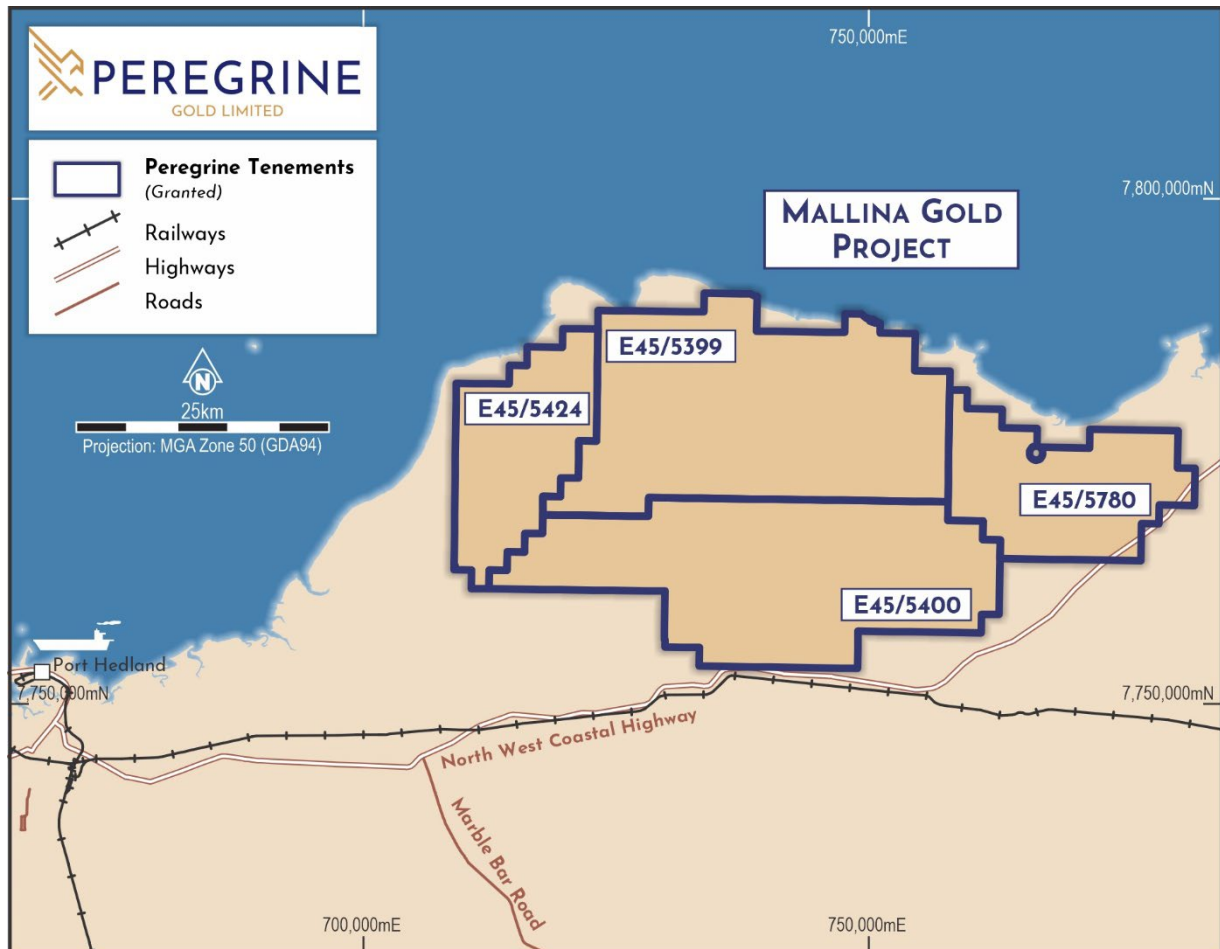 750,000mE
PEREGRINE
GOLD LIMITED
Peregrine Tenements
(Granted)
Railways
Highways
Roads
N
25km
Projection: MGA Zone 50 (GDA94)
7,800,000mN
MALLINA GOLD
PROJECT
E45/5399
E45/5424
E45/5780
E45/5400
Port Hedland
7,750,000mN
7,750,000mN
North West Coastal Highway
Marble Bar Road
700,000mE
750,000mE